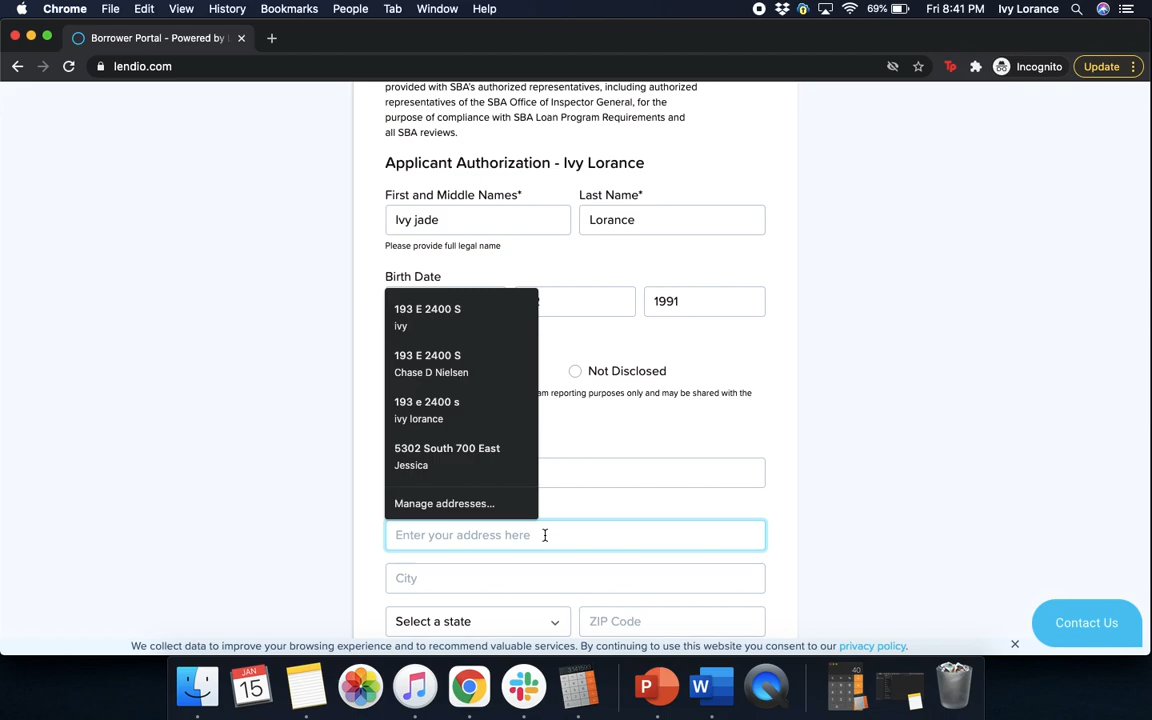 Chrome File Edit View History Bookmarks People Tab Window Help 69% Fri 8:41 PM Ivy Lorance
Borrower Portal - Powered by
lendio.com Incognito Update
provided with SBA's authorized representatives, including authorized
representatives of the SBA Office of Inspector General, for the
purpose of compliance with SBA Loan Program Requirements and
all SBA reviews.
Applicant Authorization - Ivy Lorance
First and Middle Names* Last Name*
Ivy jade Lorance
Please provide full legal name
Birth Date
1991
193 E 2400 S
ivy
193 E 2400 S
Chase D Nielsen
Not Disclosed
am reporting purposes only and may be shared with the
193 e 2400 s
ivy lorance
5302 South 700 East
Jessica
Manage addresses...
Enter your address here
City
Select a state ZIP Code
Contact Us
We collect data to improve your browsing experience and to recommend valuable services. By continuing to use this website you consent to our privacy policy.
JAN
15